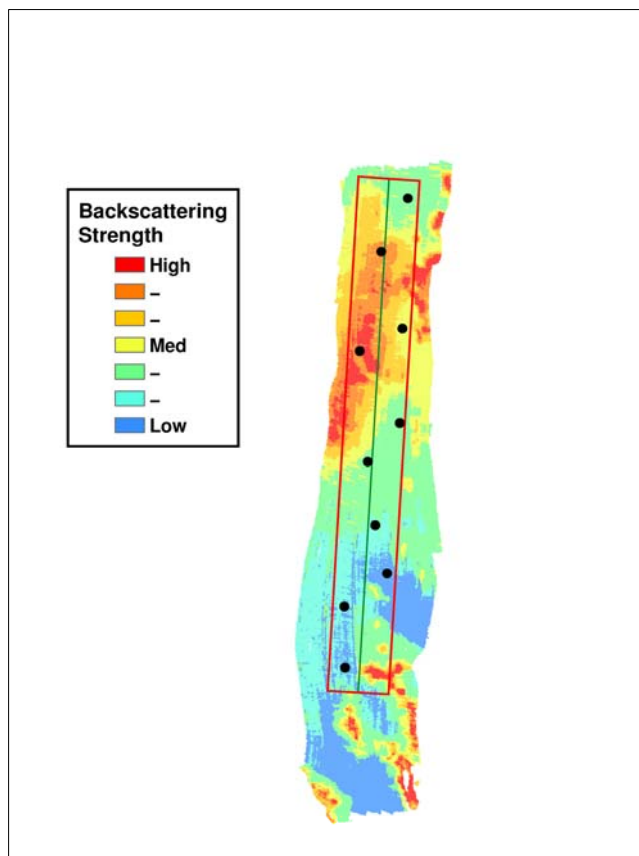 Backscattering
Strength
High
–
–
Med
–
–
Low